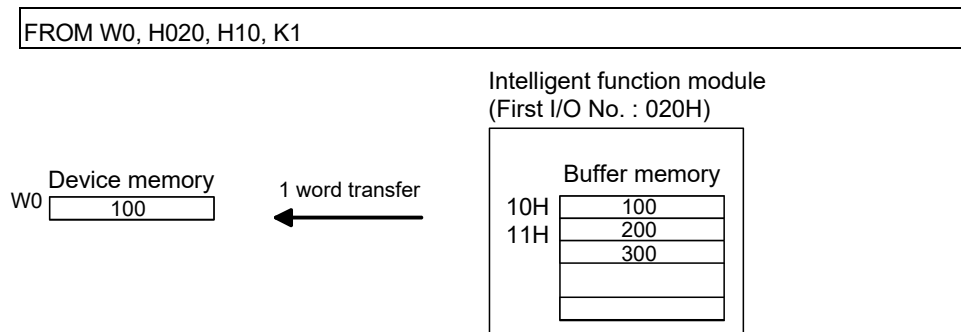 FROM W0, H020, H10, K1
Intelligent function module
(First I/O No. : 020H)
Device memory
W0
100
1 word transfer
Buffer memory
10H
100
11H
200
300